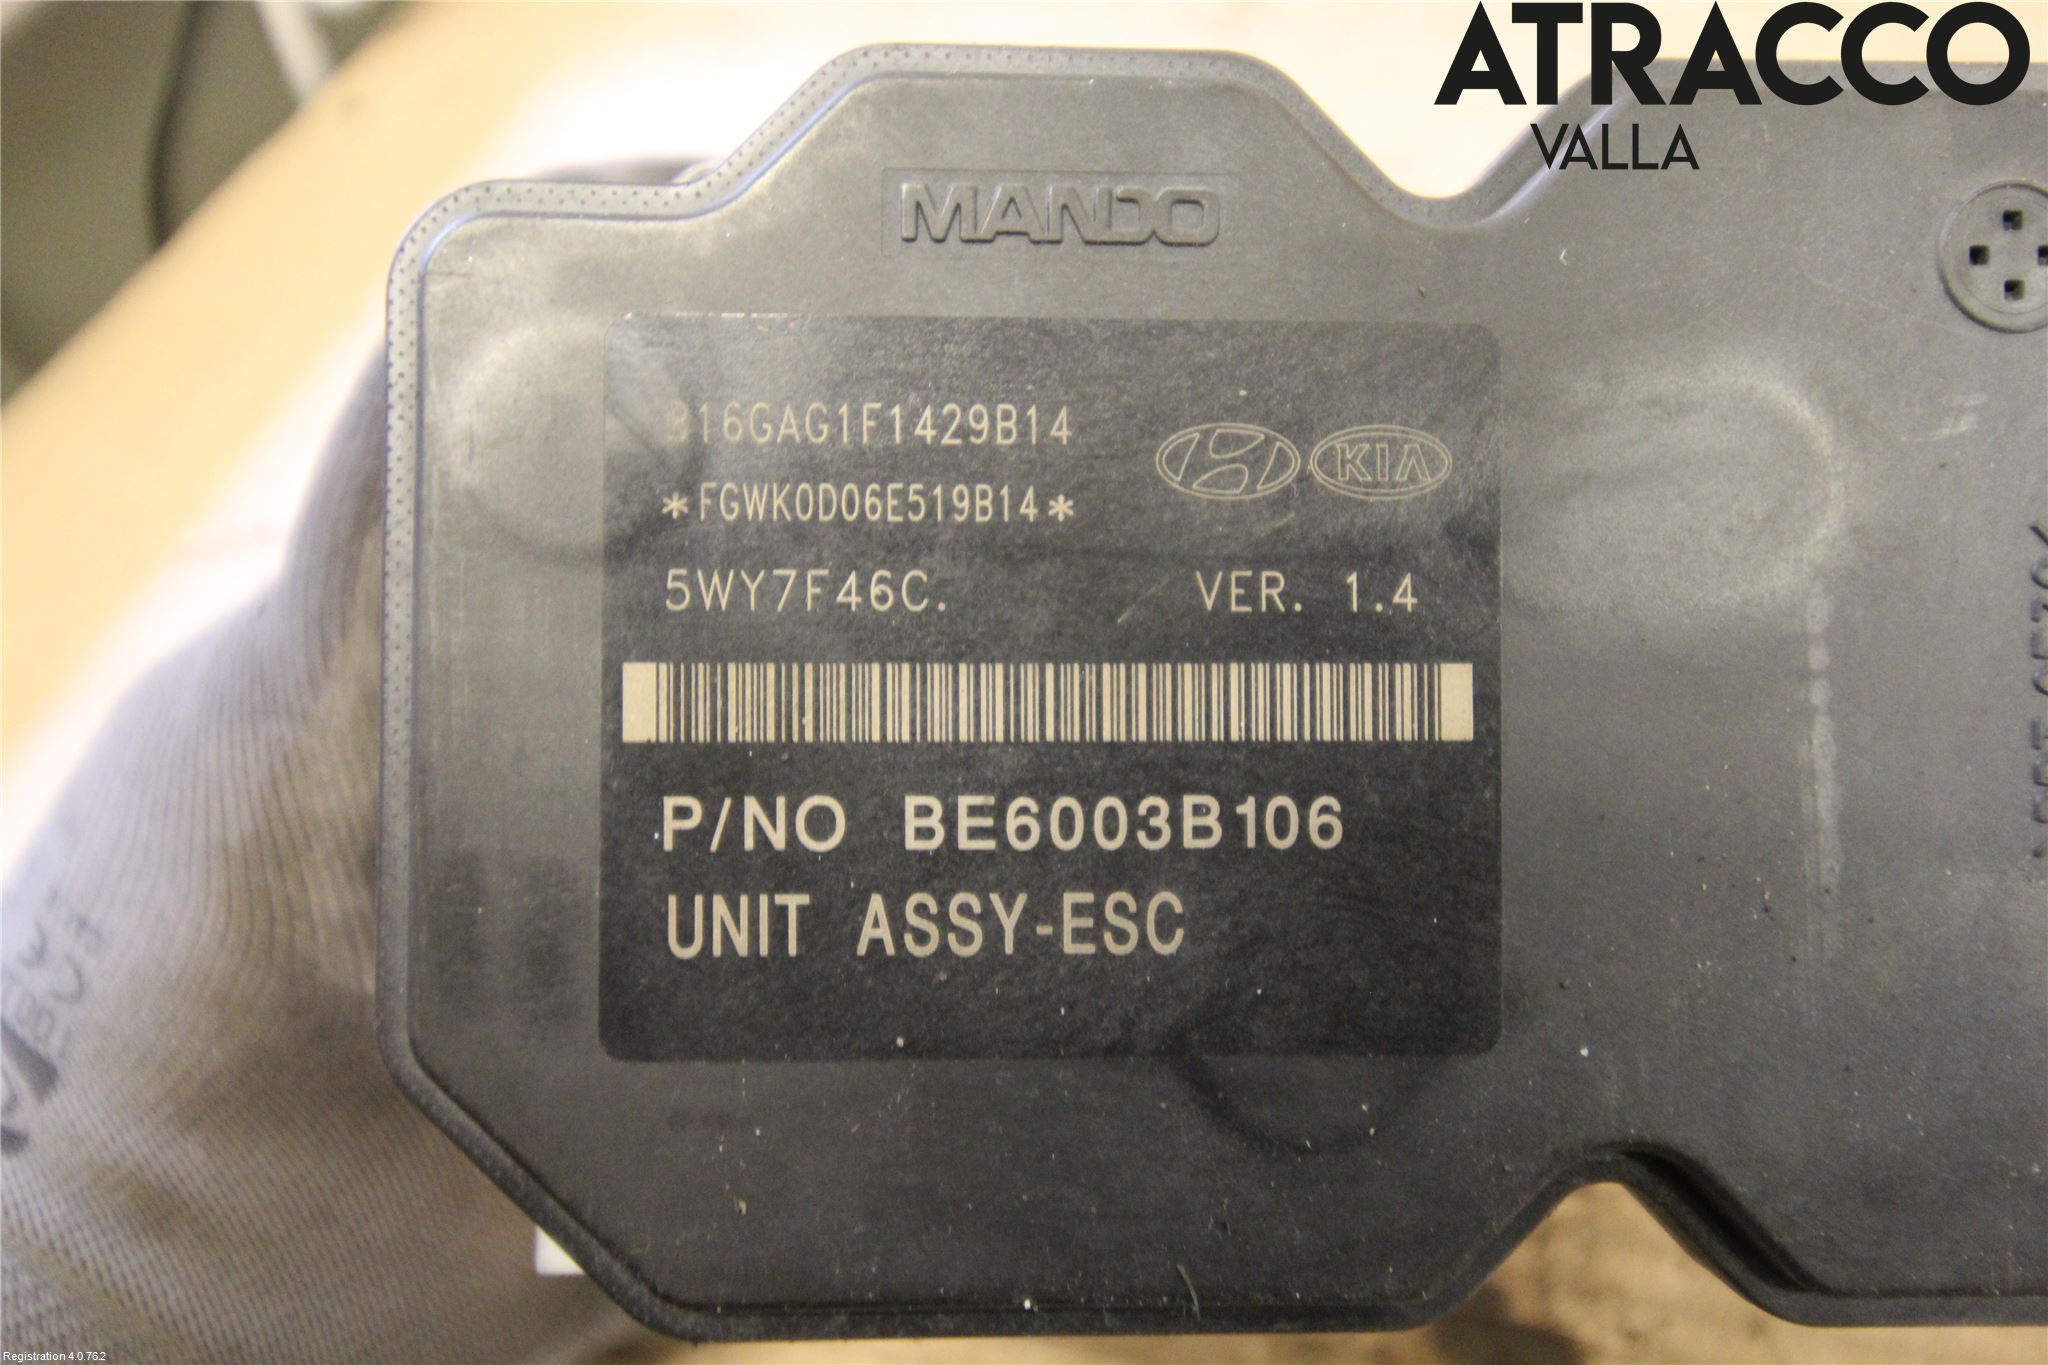 ATRACCO
VALLA
MANDO
B16GAG1F1429B14
KIA
*FGWK0D06E519B14*
5WY7F46C. VER. 1.4
P/NO BE6003B106
UNIT ASSY-ESC
Registration 4.0.762